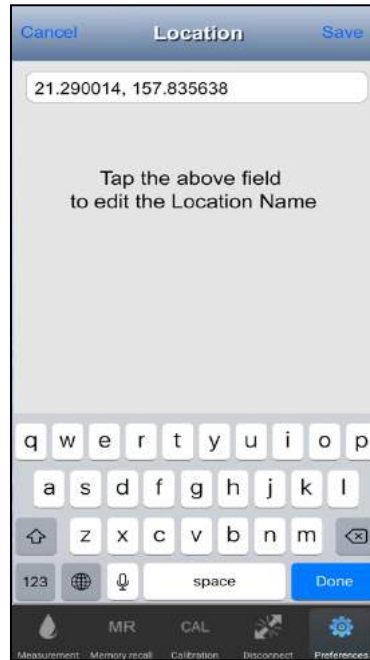 Cancel Location Save
21.290014, 157.835638
Tap the above field
to edit the Location Name
q w e r t y u i o p
a s d f g h j k l
z x c v b n m
123 space Done
MR CAL
Measurement Memory recall Calibration Disconnect Preferences